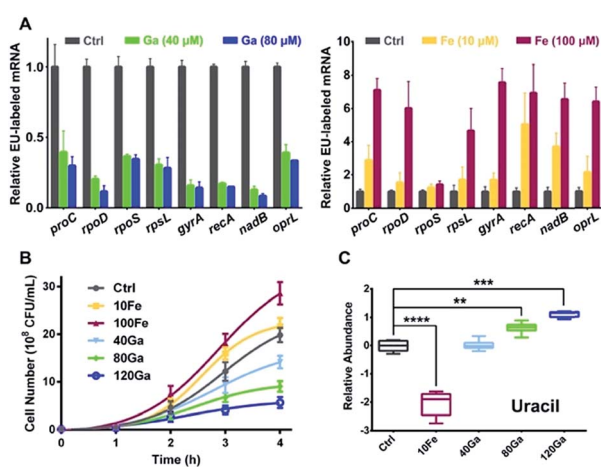 A
Ctrl Ga (40 μM) Ga (80 μM)
Relative EU-labeled mRNA
1.0
0.5
0.0
proC rpoD rpoS rpsL gyrA recA nadB oprL
Ctrl Fe (10 μM) Fe (100 μM)
Relative EU-labeled mRNA
10
8
6
4
2
0
proC rpoD rpoS rpsL gyrA recA nadB oprL
B
Cell Number (10⁸ CFU/mL)
30
20
10
0
Ctrl
10Fe
100Fe
40Ga
80Ga
120Ga
0 1 2 3 4
Time (h)
C
Relative Abundance
2
1
0
-1
-2
-3
***
**
****
Uracil
Ctrl 10Fe 40Ga 80Ga 120Ga